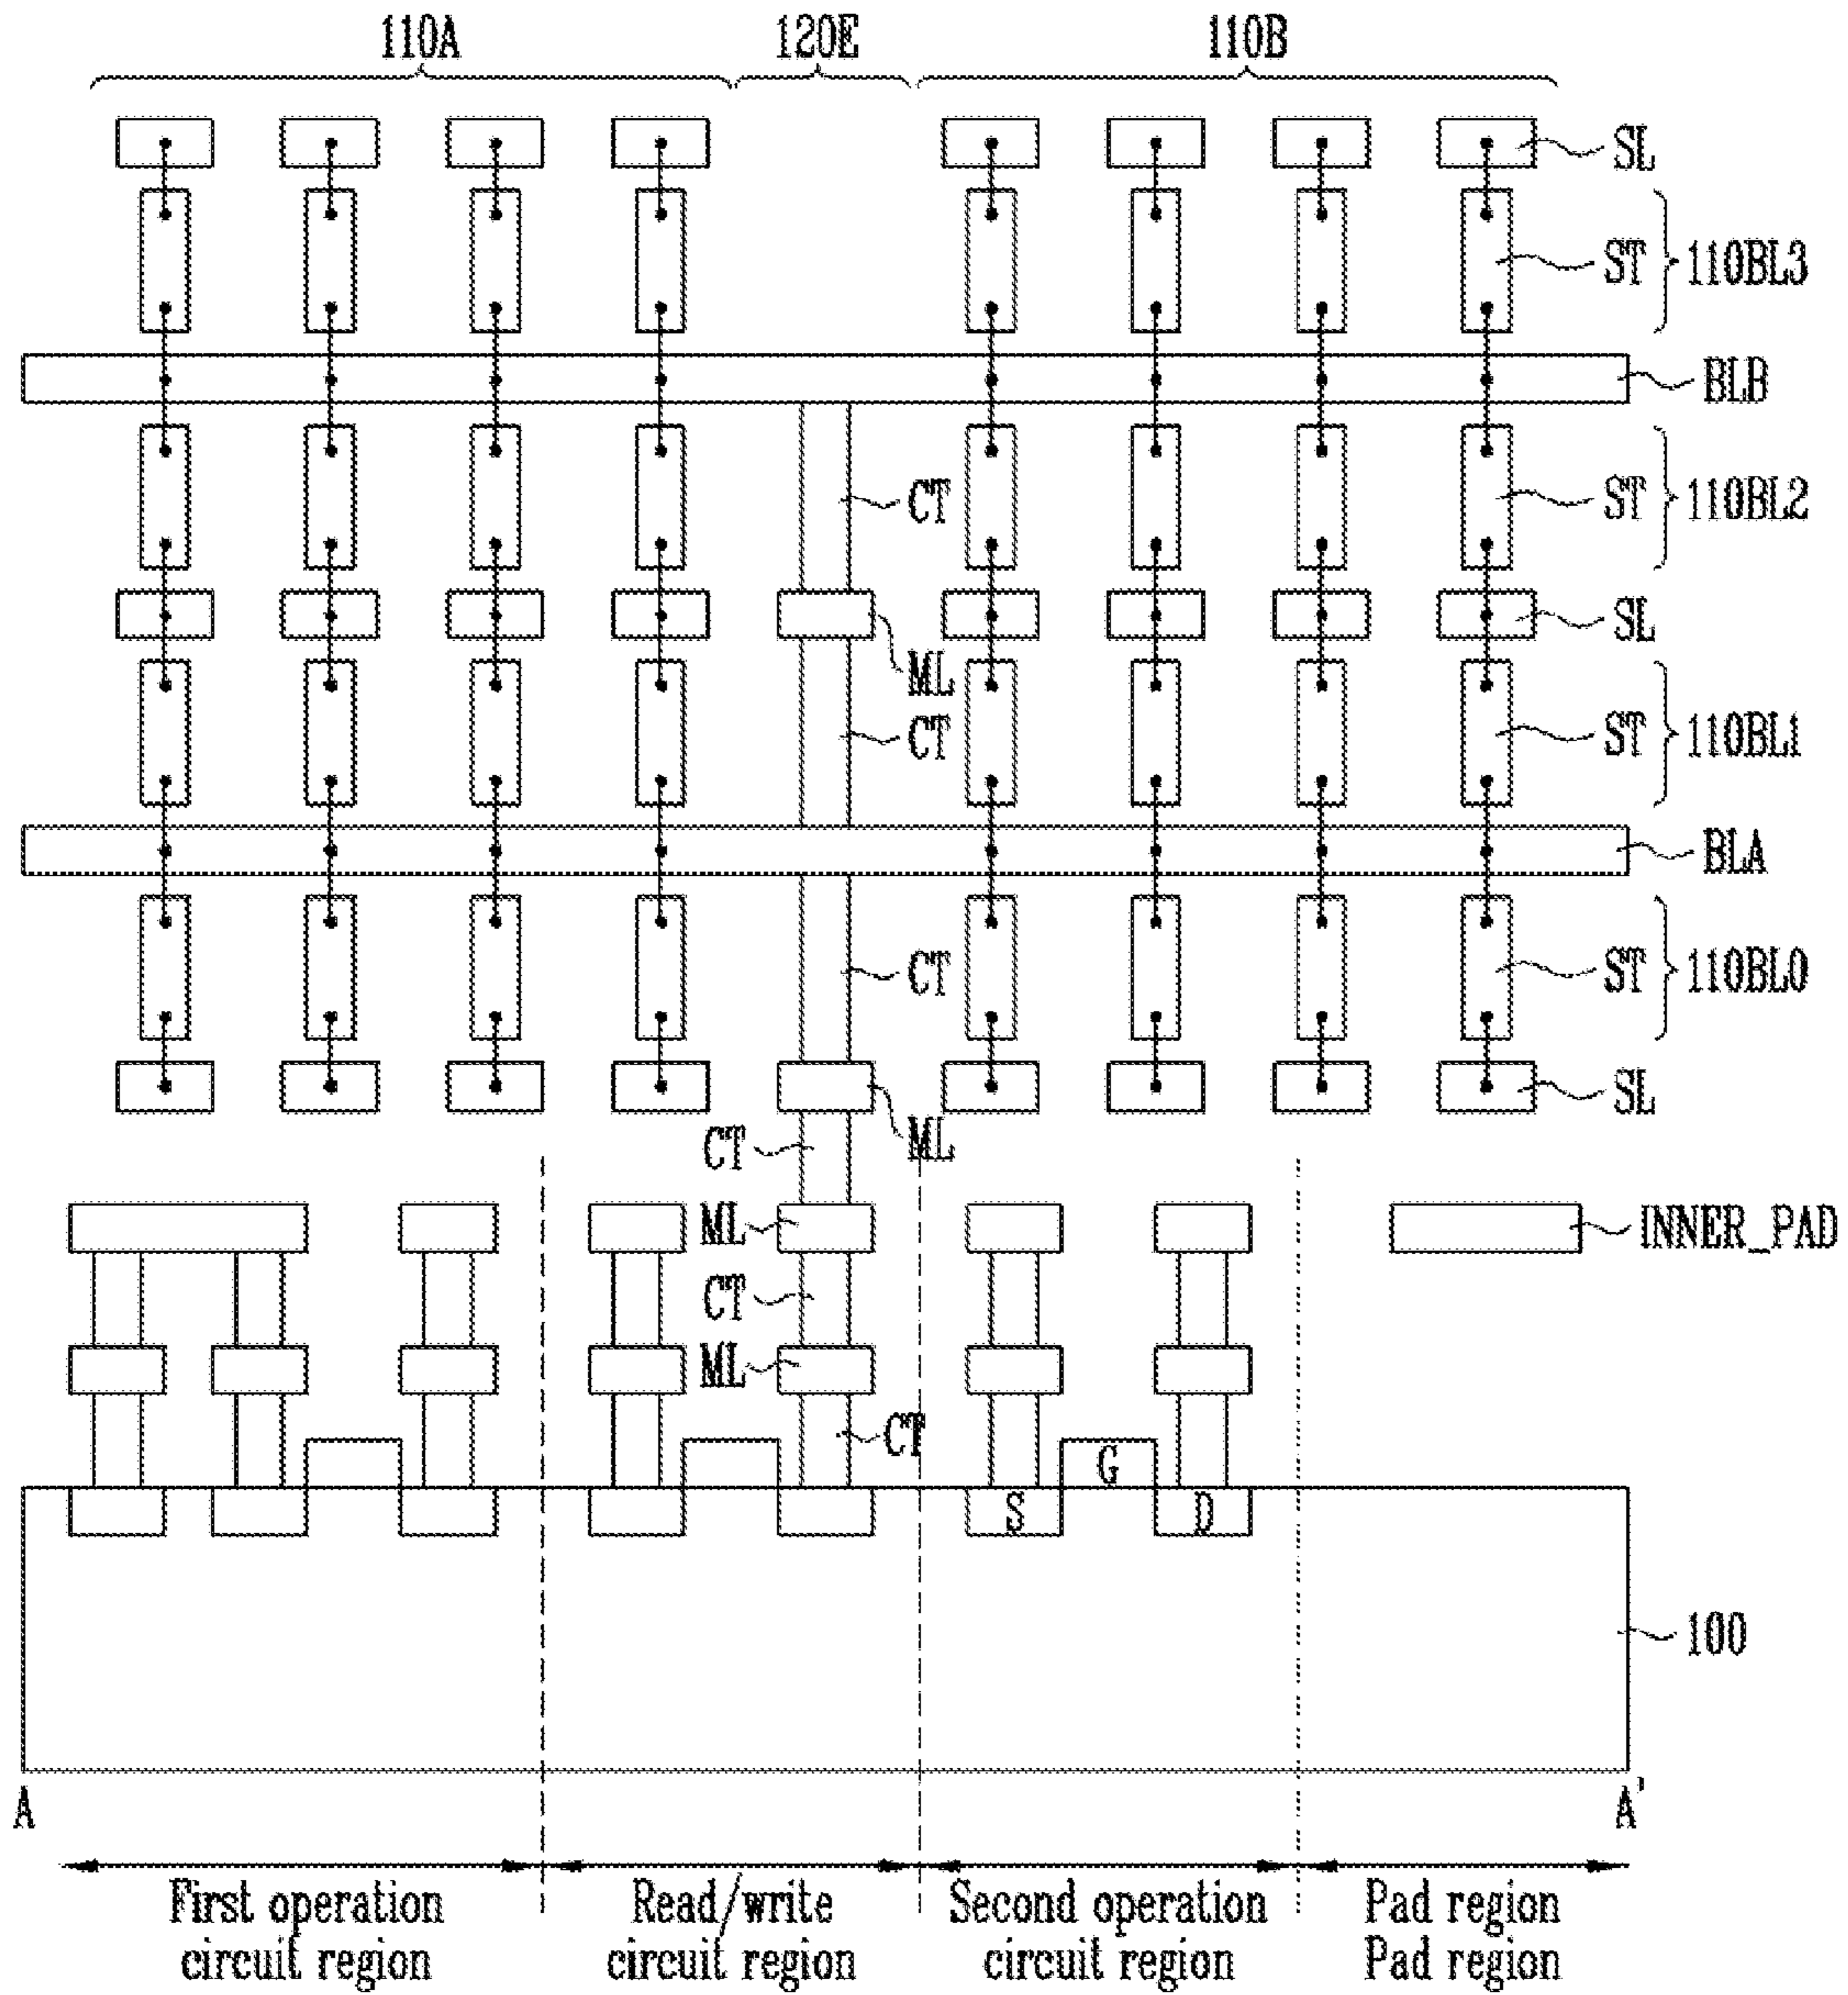 110A 120E 110B
SL
ST 110BL3
BLB
CT ST 110BL2
SL
ML
CT ST 110BL1
BLA
CT ST 110BL0
SL
CT ML
ML INNER_PAD
CT
ML
CT G
S D
100
A A'
First operation circuit region
Read/write circuit region
Second operation circuit region
Pad region
Pad region